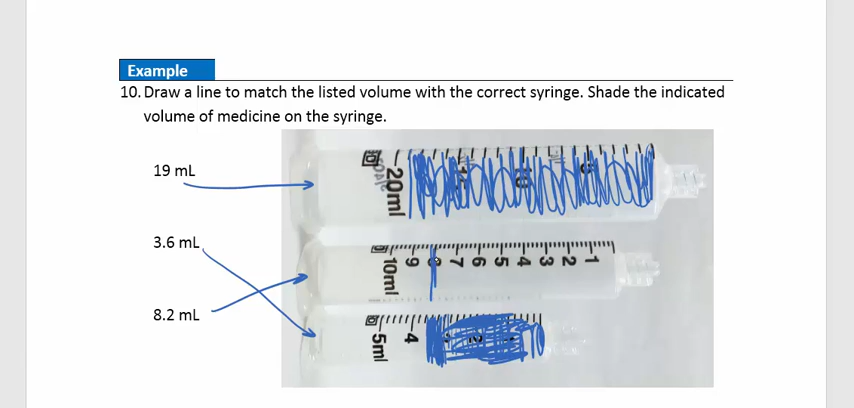 Example
10. Draw a line to match the listed volume with the correct syringe. Shade the indicated
volume of medicine on the syringe.
19 mL
20ml
3.6 mL
10ml 9 8 7 6 5 4 3 2 1
8.2 mL
5ml 4